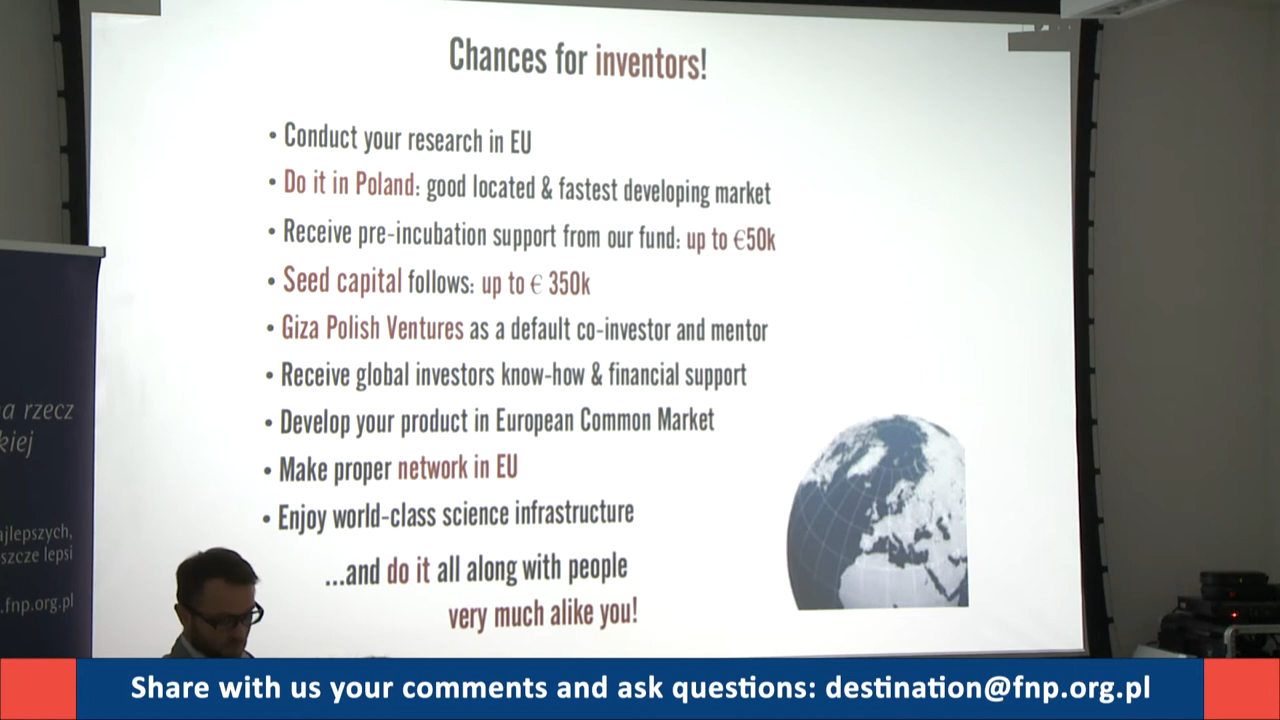 Chances for inventors!
• Conduct your research in EU
• Do it in Poland: good located & fastest developing market
• Receive pre-incubation support from our fund: up to €50k
• Seed capital follows: up to € 350k
• Giza Polish Ventures as a default co-investor and mentor
• Receive global investors know-how & financial support
• Develop your product in European Common Market
• Make proper network in EU
• Enjoy world-class science infrastructure
...and do it all along with people
very much alike you!
rzecz
lepsi
.fnp.org.pl
Share with us your comments and ask questions: destination@fnp.org.pl